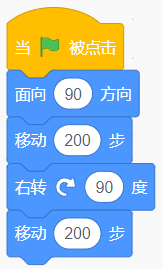 当 被点击
面向 90 方向
移动 200 步
右转 90 度
移动 200 步